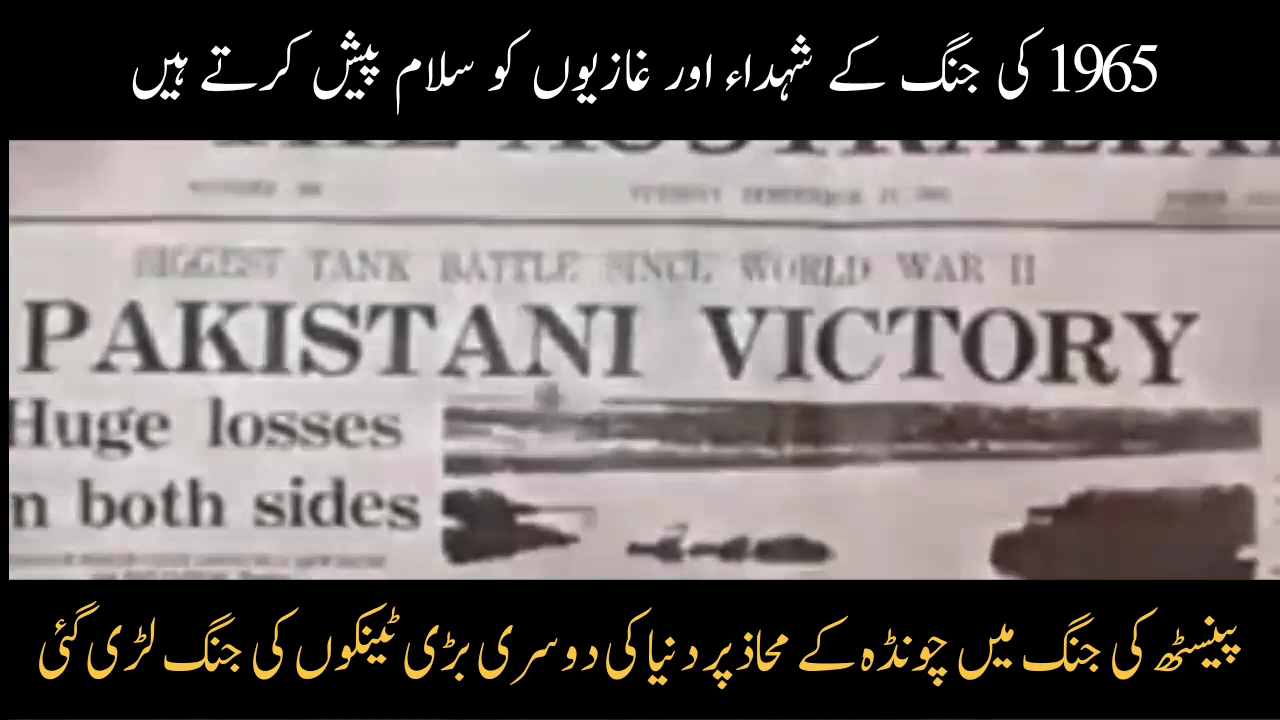 1965 کی جنگ کے شہداء اور غازیوں کو سلام پیش کرتے ہیں
BIGGEST TANK BATTLE SINCE WORLD WAR II
PAKISTANI VICTORY
Huge losses
n both sides
پینسٹھ کی جنگ میں چونڈہ کے محاذ پر دنیا کی دوسری بڑی ٹینکوں کی جنگ لڑی گئی